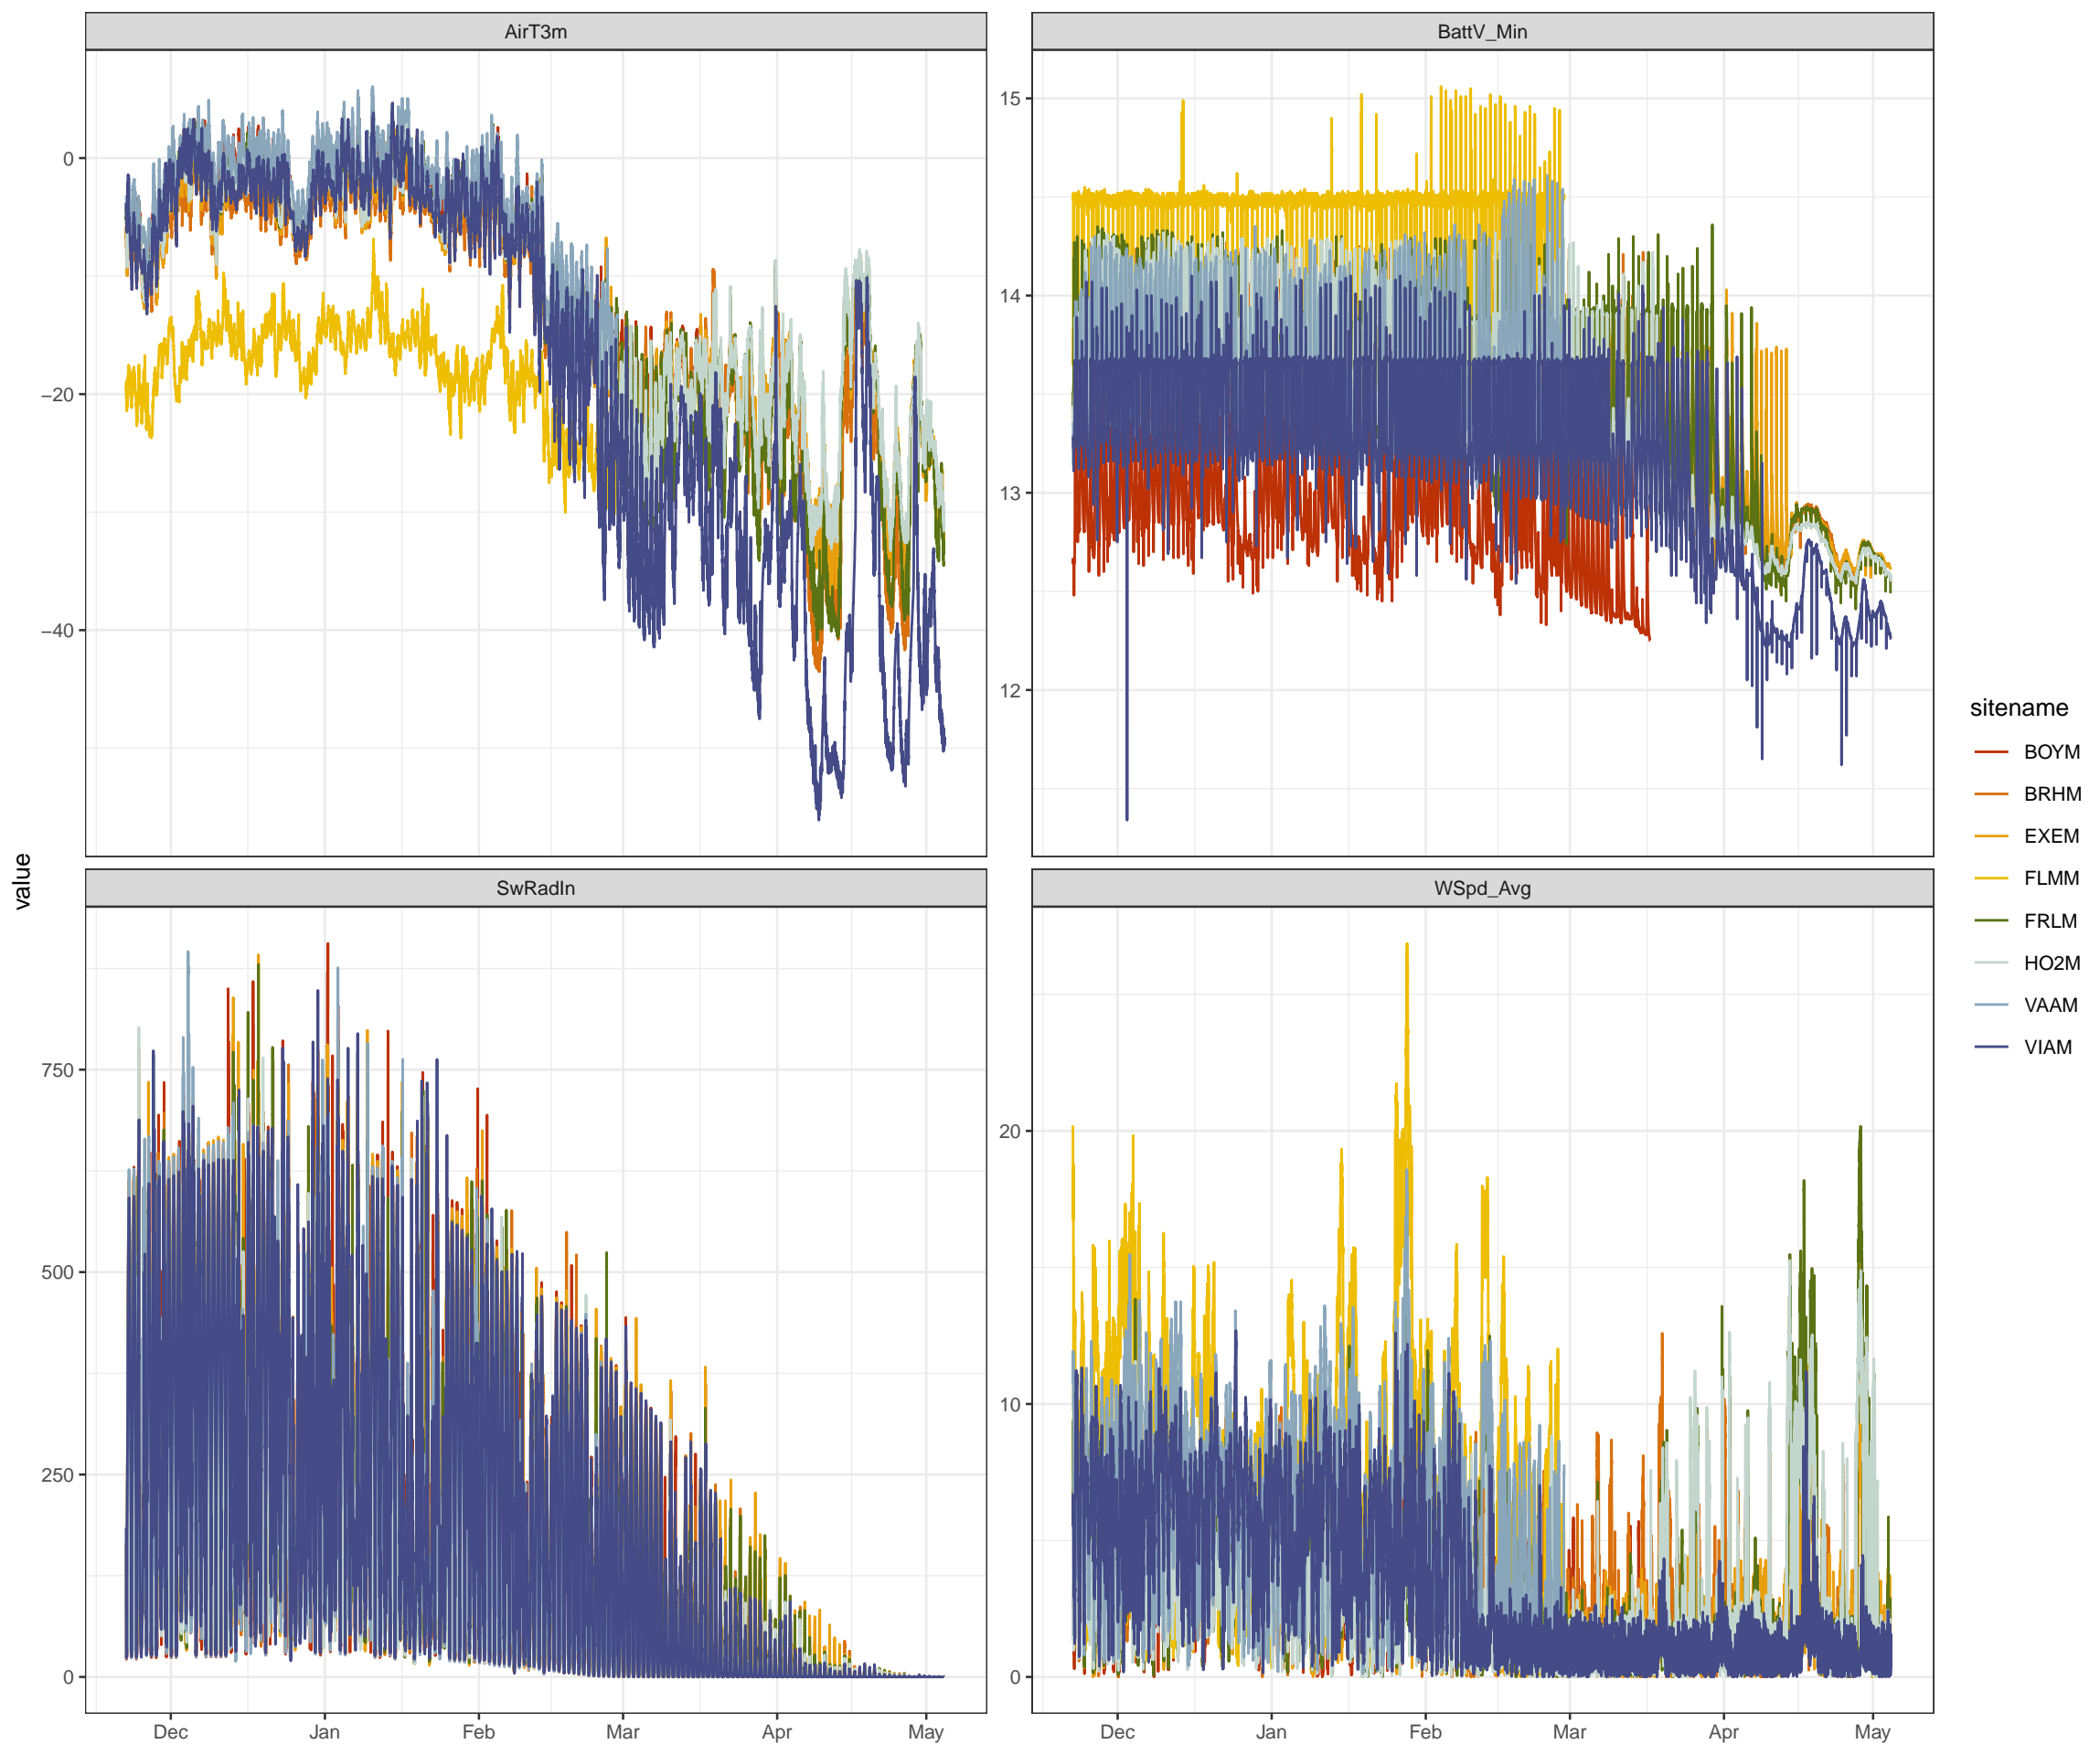 AirT3m
BattV_Min
0
−20
−40
15
14
13
12
value
SwRadIn
WSpd_Avg
750
500
250
0
20
10
0
Dec Jan Feb Mar Apr May
Dec Jan Feb Mar Apr May
sitename
BOYM
BRHM
EXEM
FLMM
FRLM
HO2M
VAAM
VIAM